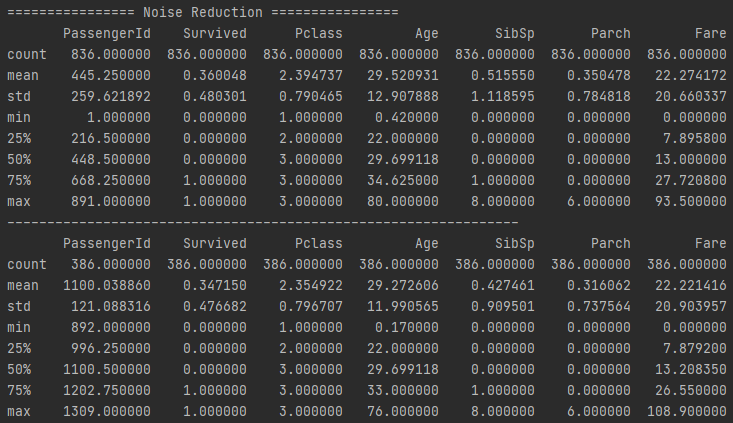 ================ Noise Reduction ================
PassengerId Survived Pclass Age SibSp Parch Fare
count 836.000000 836.000000 836.000000 836.000000 836.000000 836.000000 836.000000
mean 445.250000 0.360048 2.394737 29.520931 0.515550 0.350478 22.274172
std 259.621892 0.480301 0.790465 12.907888 1.118595 0.784818 20.660337
min 1.000000 0.000000 1.000000 0.420000 0.000000 0.000000 0.000000
25% 216.500000 0.000000 2.000000 22.000000 0.000000 0.000000 7.895800
50% 448.500000 0.000000 3.000000 29.699118 0.000000 0.000000 13.000000
75% 668.250000 1.000000 3.000000 34.625000 1.000000 0.000000 27.720800
max 891.000000 1.000000 3.000000 80.000000 8.000000 6.000000 93.500000
----------------------------------------------------------------
PassengerId Survived Pclass Age SibSp Parch Fare
count 386.000000 386.000000 386.000000 386.000000 386.000000 386.000000 386.000000
mean 1100.038860 0.347150 2.354922 29.272606 0.427461 0.316062 22.221416
std 121.088316 0.476682 0.796707 11.990565 0.909501 0.737564 20.903957
min 892.000000 0.000000 1.000000 0.170000 0.000000 0.000000 0.000000
25% 996.250000 0.000000 2.000000 22.000000 0.000000 0.000000 7.879200
50% 1100.500000 0.000000 3.000000 29.699118 0.000000 0.000000 13.208350
75% 1202.750000 1.000000 3.000000 33.000000 1.000000 0.000000 26.550000
max 1309.000000 1.000000 3.000000 76.000000 8.000000 6.000000 108.900000